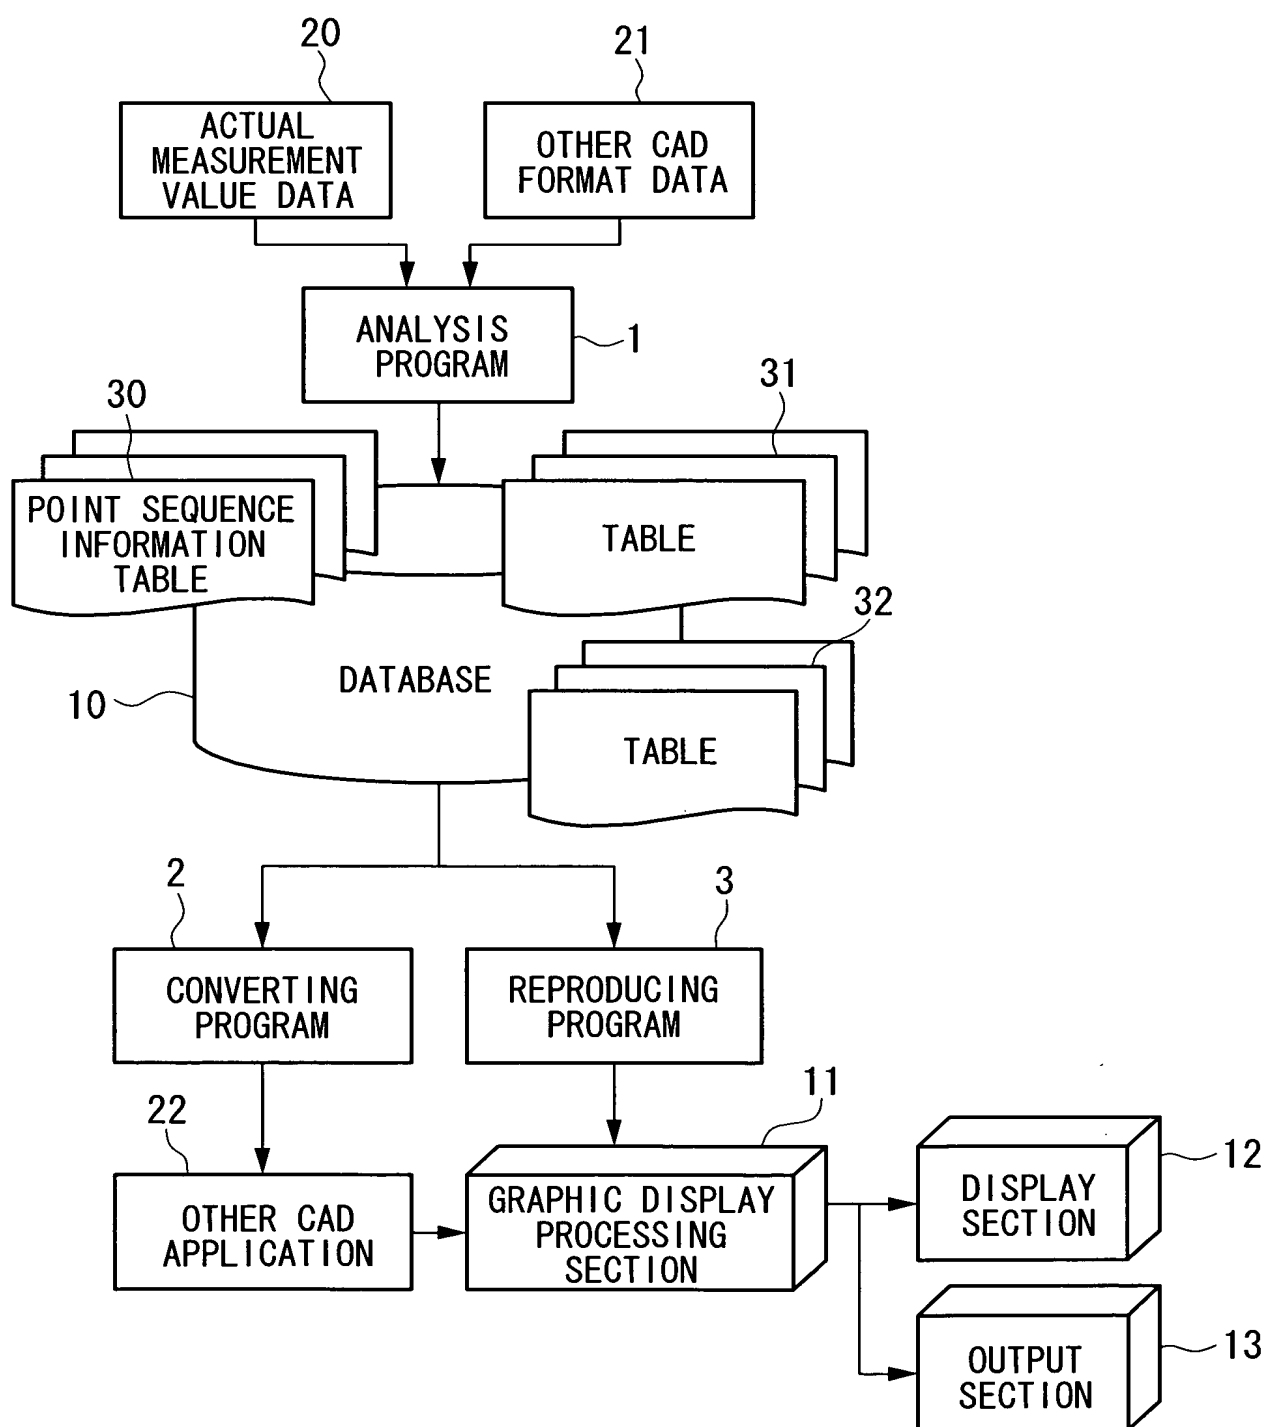 20
21
ACTUAL
MEASUREMENT
VALUE DATA
OTHER CAD
FORMAT DATA
ANALYSIS
PROGRAM
1
30
31
POINT SEQUENCE
INFORMATION
TABLE
TABLE
32
DATABASE
10
TABLE
2
3
CONVERTING
PROGRAM
REPRODUCING
PROGRAM
22
11
OTHER CAD
APPLICATION
GRAPHIC DISPLAY
PROCESSING
SECTION
12
DISPLAY
SECTION
13
OUTPUT
SECTION